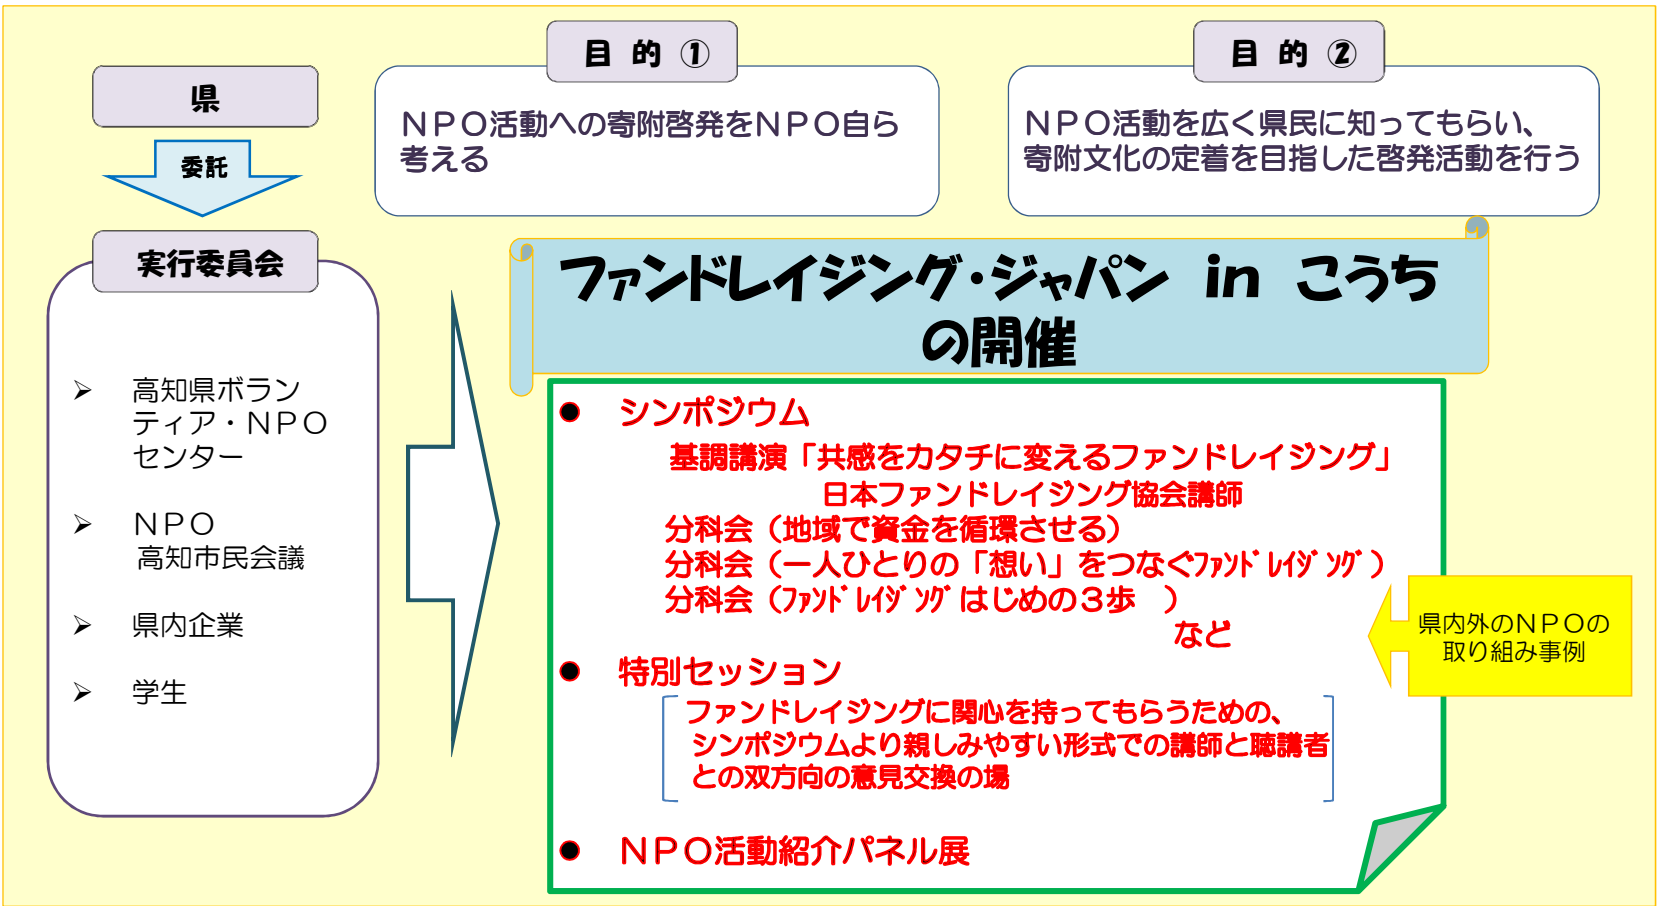 県
委託
実行委員会
➢ 高知県ボラン
ティア・NPO
センター
➢ NPO
高知市民会議
➢ 県内企業
➢ 学生
目 的 ①
NPO活動への寄附啓発をNPO自ら
考える
目 的 ②
NPO活動を広く県民に知ってもらい、
寄附文化の定着を目指した啓発活動を行う
ファンドレイジング・ジャパン in こうち
の開催
● シンポジウム
基調講演「共感をカタチに変えるファンドレイジング」
日本ファンドレイジング協会講師
分科会（地域で資金を循環させる）
分科会（一人ひとりの「想い」をつなぐﾌｧﾝﾄﾞﾚｲｼﾞﾝｸﾞ）
分科会（ﾌｧﾝﾄﾞﾚｲｼﾞﾝｸﾞはじめの３歩　）
など
● 特別セッション
ファンドレイジングに関心を持ってもらうための、
シンポジウムより親しみやすい形式での講師と聴講者
との双方向の意見交換の場
● NPO活動紹介パネル展
県内外のNPOの
取り組み事例